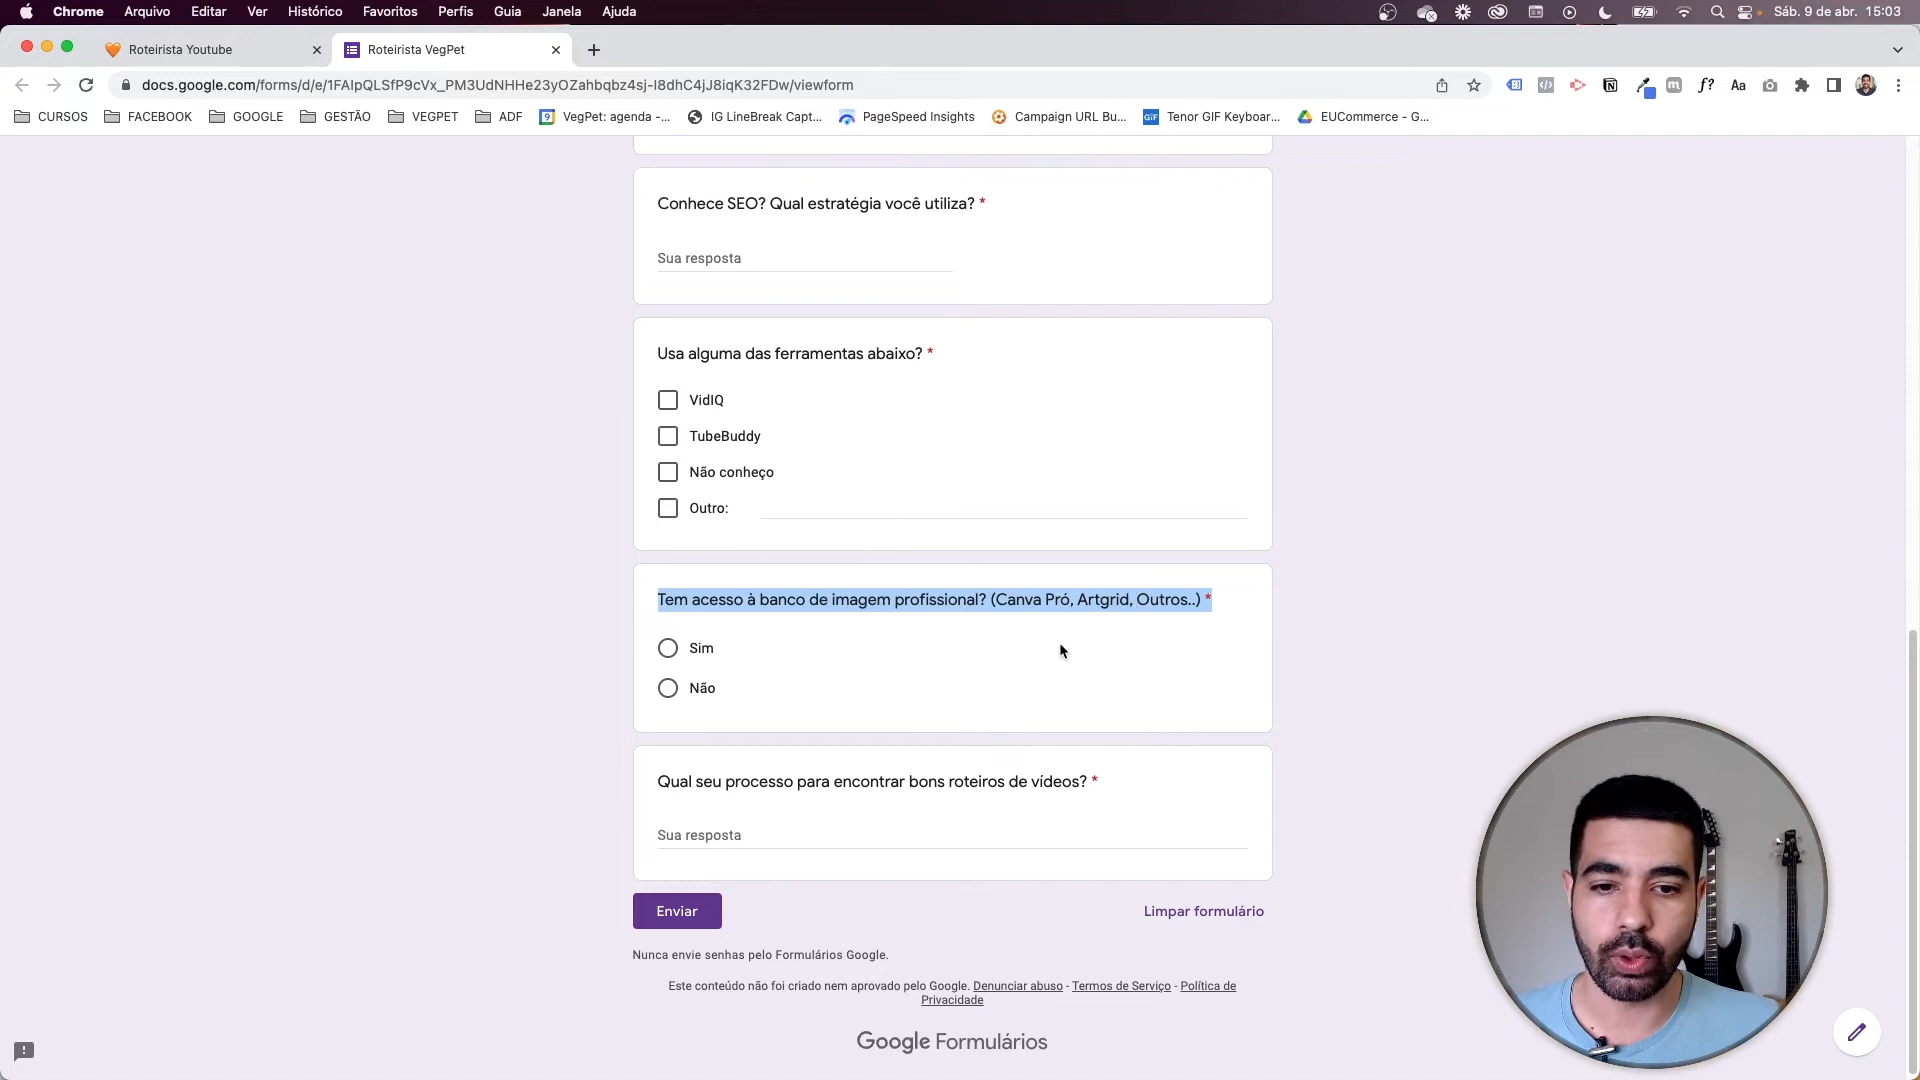 Chrome Arquivo Editar Ver Histórico Favoritos Perfis Guia Janela Ajuda Sáb. 9 de abr. 15:03
Roteirista Youtube Roteirista VegPet
docs.google.com/forms/d/e/1FAIpQLSfP9cVx_PM3UdNHHe23yOZahbqbz4sj-I8dhC4jJ8iqK32FDw/viewform
CURSOS FACEBOOK GOOGLE GESTÃO VEGPET ADF VegPet: agenda -... IG LineBreak Capt... PageSpeed Insights Campaign URL Bu... GIF Tenor GIF Keyboar... EUCommerce - G...
Conhece SEO? Qual estratégia você utiliza? *
Sua resposta
Usa alguma das ferramentas abaixo? *
VidIQ
TubeBuddy
Não conheço
Outro:
Tem acesso à banco de imagem profissional? (Canva Pró, Artgrid, Outros..) *
Sim
Não
Qual seu processo para encontrar bons roteiros de vídeos? *
Sua resposta
Enviar Limpar formulário
Nunca envie senhas pelo Formulários Google.
Este conteúdo não foi criado nem aprovado pelo Google. Denunciar abuso - Termos de Serviço - Política de
Privacidade
Google Formulários